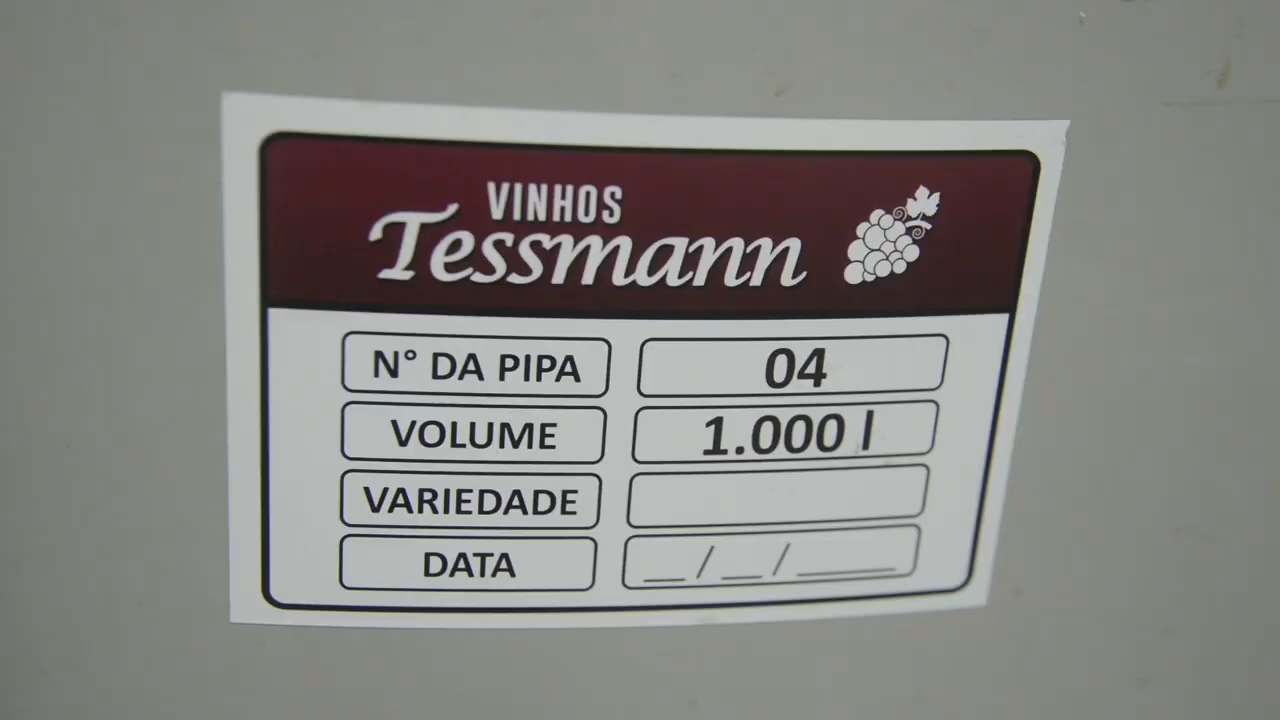 VINHOS
Tessmann
N° DA PIPA 04
VOLUME 1.000 l
VARIEDADE
DATA __/__/____